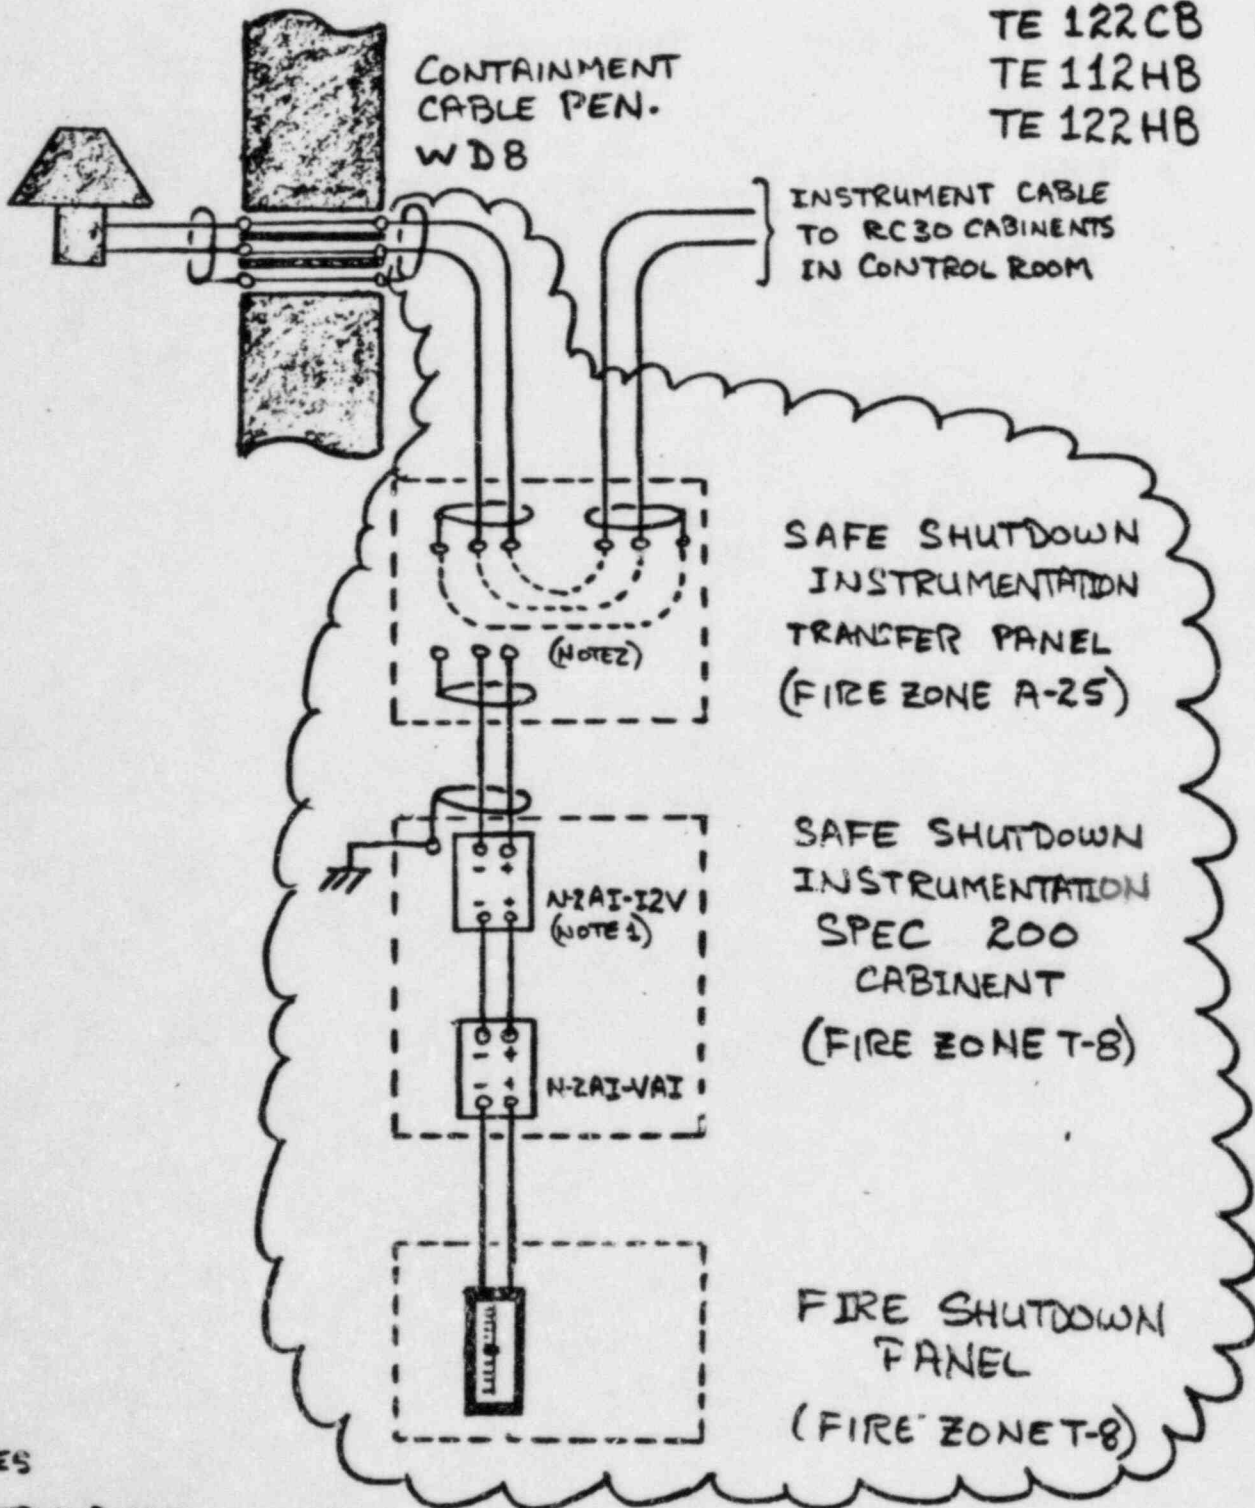 TE 122CB
TE 112HB
TE 122HB
CONTAINMENT
CABLE PEN.
WD8
INSTRUMENT CABLE
TO RC30 CABINENTS
IN CONTROL ROOM
SAFE SHUTDOWN
INSTRUMENTATION
TRANSFER PANEL
(FIRE ZONE A-25)
(NOTE2)
SAFE SHUTDOWN
INSTRUMENTATION
SPEC 200
CABINENT
(FIRE ZONE T-8)
- +
- +
N-2AI-I2V
(NOTE 1)
- +
- +
N-2AI-VAI
FIRE SHUTDOWN
PANEL
(FIRE ZONE T-8)